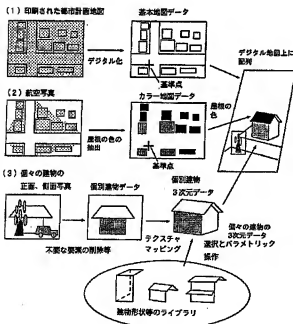 (1) 印刷された都市計画地図
基本地図データ
デジタル化
基準点
デジタル地図上に
配列
(2) 航空写真
カラー地図データ
屋根の
色
屋根の色の
抽出
基準点
(3) 個々の建物の
正面、側面写真
個別建物データ
個別建物
3次元データ
不要な要素の削除等
テクスチャ
マッピング
個々の建物の
3次元データ
選択とパラメトリック
操作
建物形状等のライブラリ